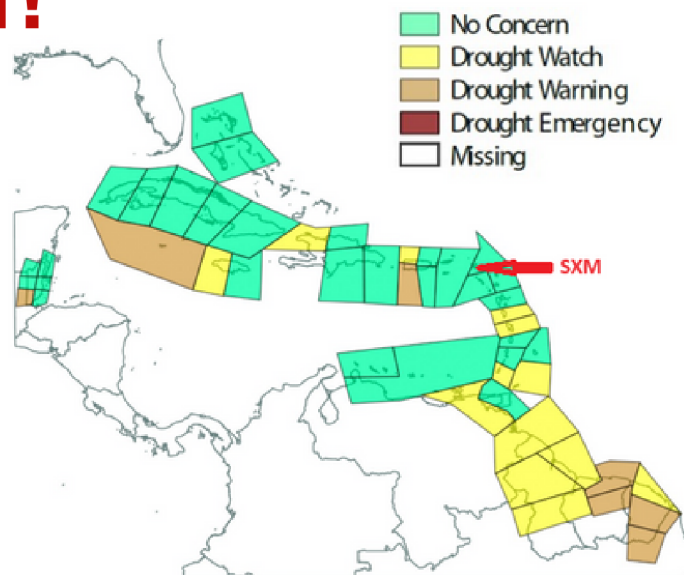 No Concern
Drought Watch
Drought Warning
Drought Emergency
Missing
SXM